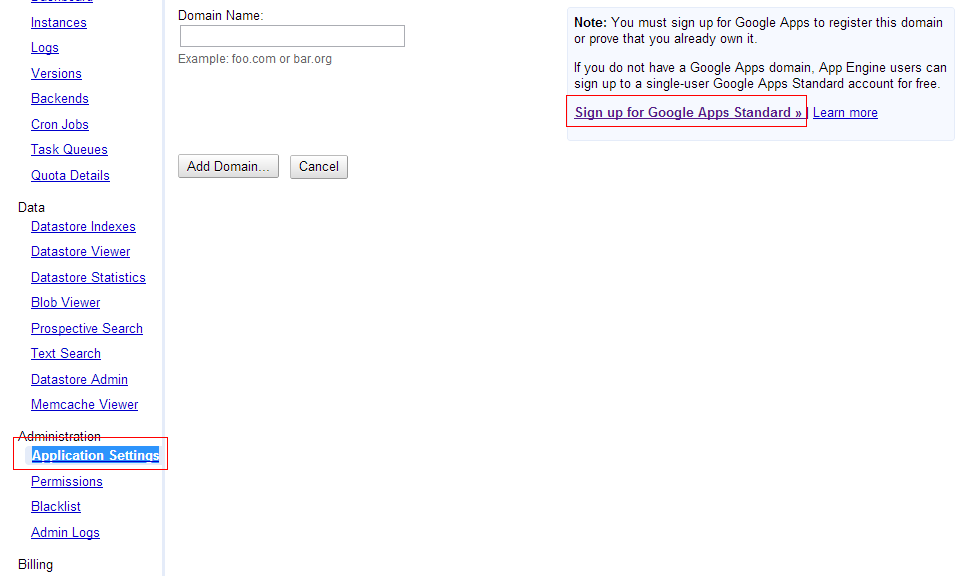 Instances
Logs
Versions
Backends
Cron Jobs
Task Queues
Quota Details
Data
Datastore Indexes
Datastore Viewer
Datastore Statistics
Blob Viewer
Prospective Search
Text Search
Datastore Admin
Memcache Viewer
Administration
Application Settings
Permissions
Blacklist
Admin Logs
Billing
Domain Name:
Example: foo.com or bar.org
Add Domain...
Cancel
Note: You must sign up for Google Apps to register this domain
or prove that you already own it.
If you do not have a Google Apps domain, App Engine users can
sign up to a single-user Google Apps Standard account for free.
Sign up for Google Apps Standard » | Learn more